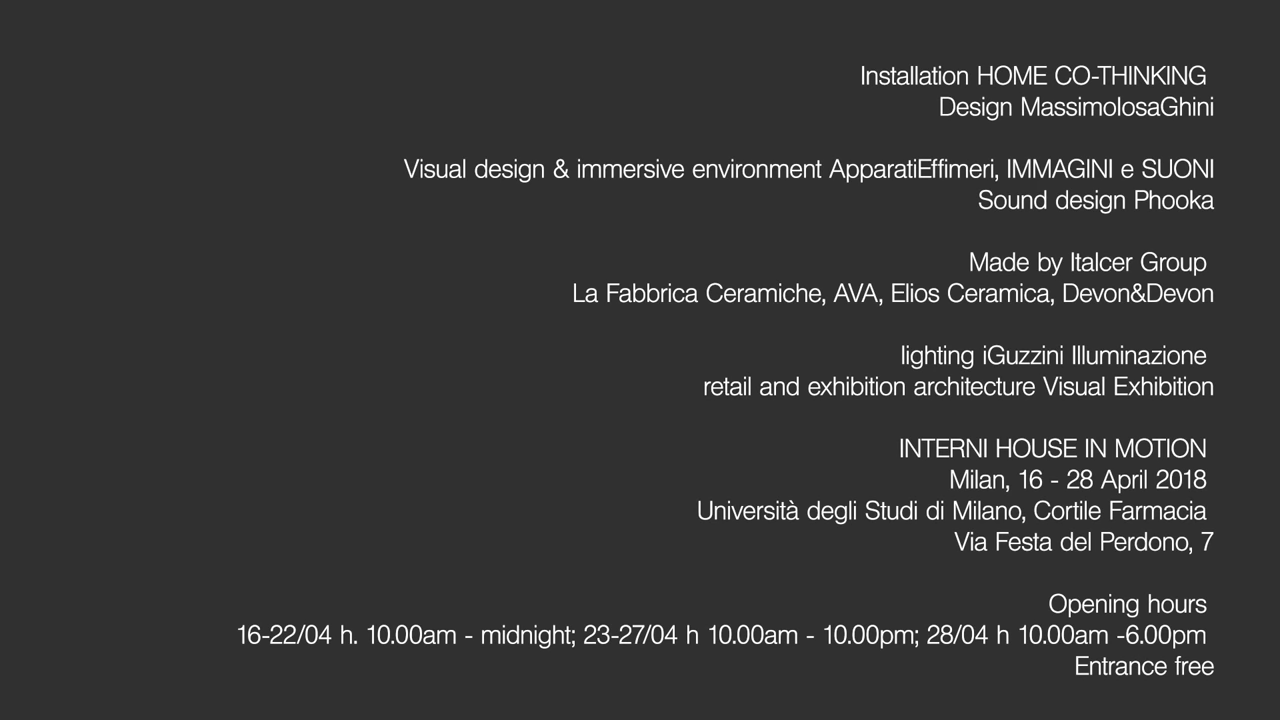 Installation HOME CO-THINKING
Design MassimoIosaGhini
Visual design & immersive environment ApparatiEffimeri, IMMAGINI e SUONI
Sound design Phooka
Made by Italcer Group
La Fabbrica Ceramiche, AVA, Elios Ceramica, Devon&Devon
lighting iGuzzini Illuminazione
retail and exhibition architecture Visual Exhibition
INTERNI HOUSE IN MOTION
Milan, 16 - 28 April 2018
Università degli Studi di Milano, Cortile Farmacia
Via Festa del Perdono, 7
Opening hours
16-22/04 h. 10.00am - midnight; 23-27/04 h 10.00am - 10.00pm; 28/04 h 10.00am -6.00pm
Entrance free